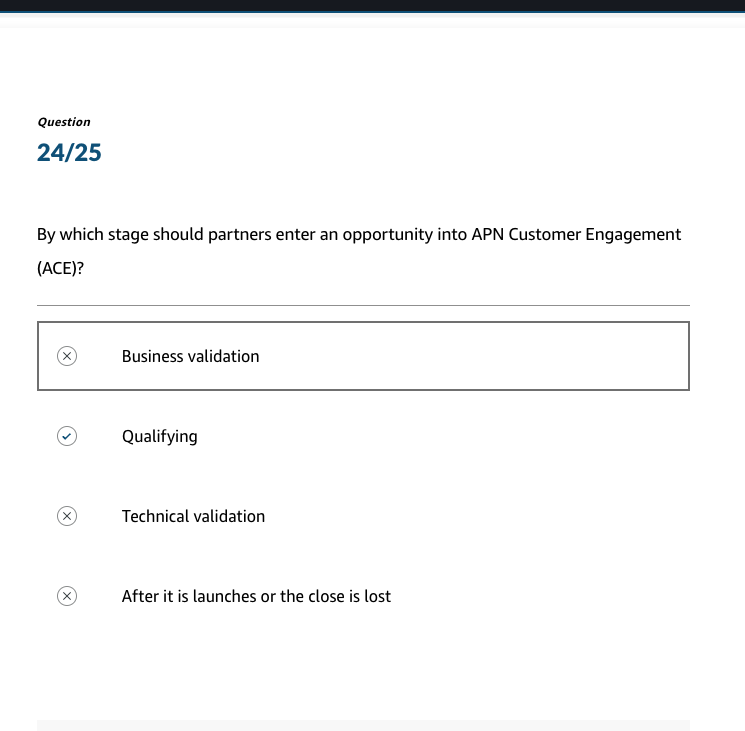 Question
24/25
By which stage should partners enter an opportunity into APN Customer Engagement
(ACE)?
Business validation
Qualifying
Technical validation
After it is launches or the close is lost